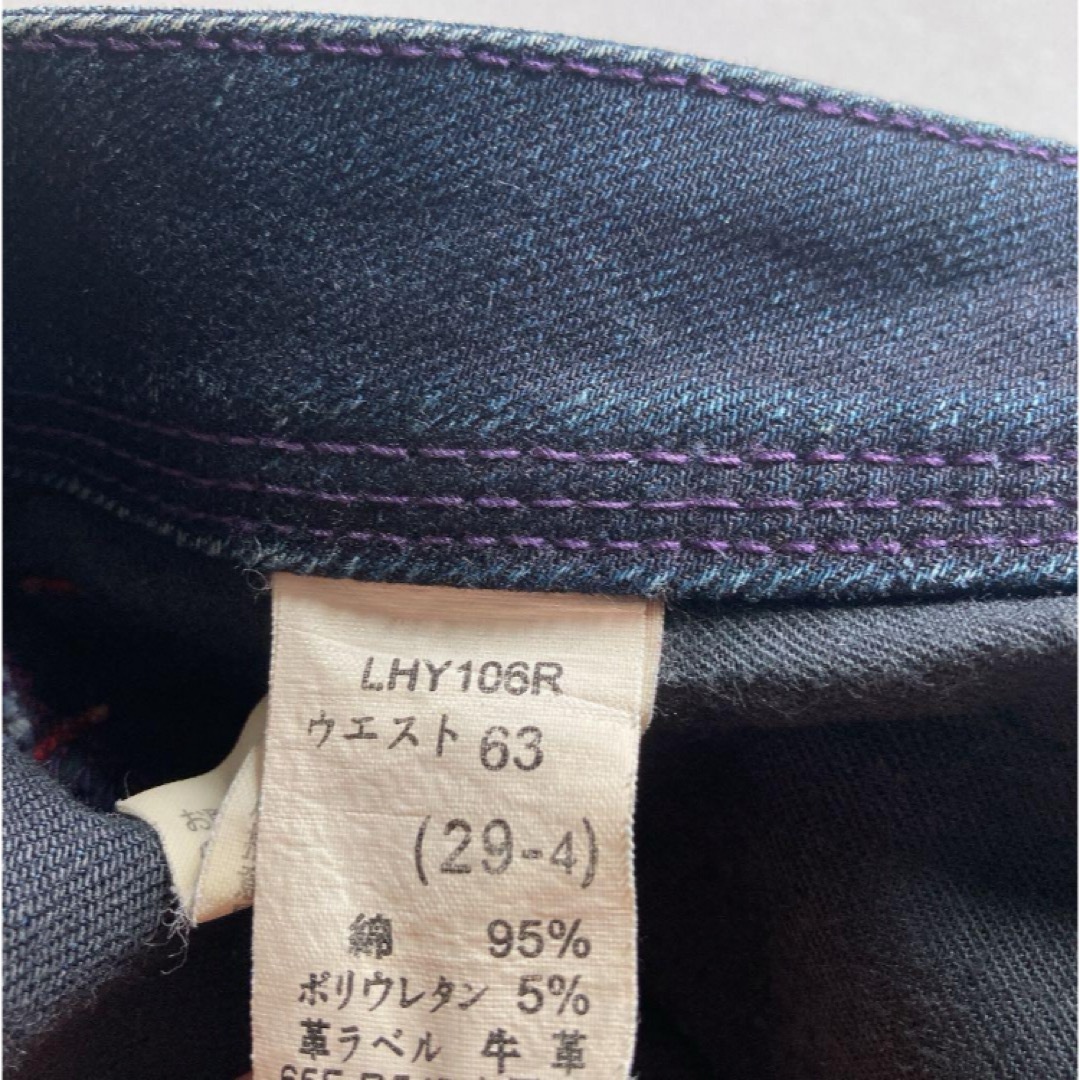 LHY106R
ウエスト 63
(29-4)
綿 95%
ポリウレタン 5%
革ラベル 牛革